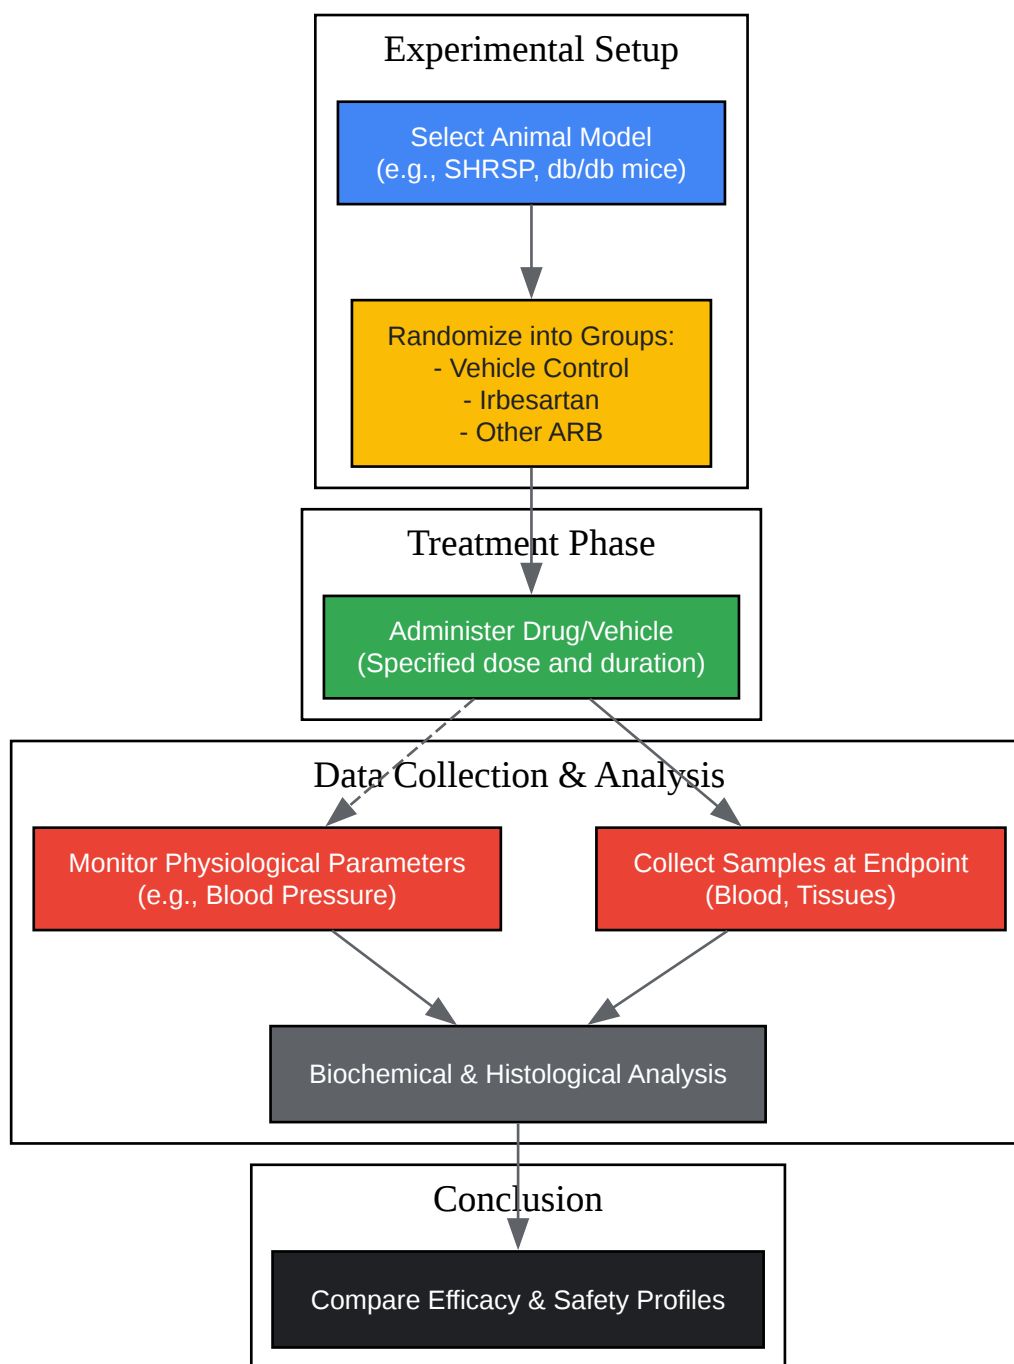 Experimental Setup
Select Animal Model
(e.g., SHRSP, db/db mice)
Randomize into Groups:
- Vehicle Control
- Irbesartan
- Other ARB
Treatment Phase
Administer Drug/Vehicle
(Specified dose and duration)
Data Collection & Analysis
Monitor Physiological Parameters
(e.g., Blood Pressure)
Collect Samples at Endpoint
(Blood, Tissues)
Biochemical & Histological Analysis
Conclusion
Compare Efficacy & Safety Profiles